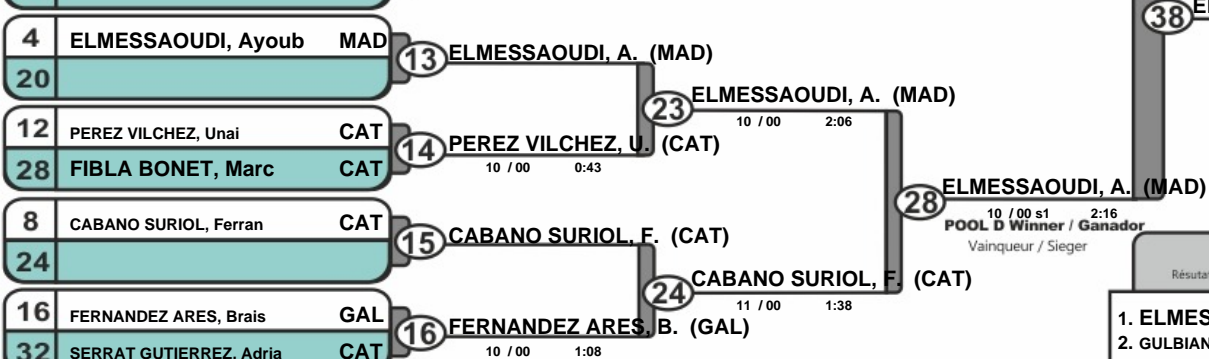 38
4 ELMESSAOUDI, Ayoub MAD
20
13 ELMESSAOUDI, A. (MAD)
23 ELMESSAOUDI, A. (MAD)
10 / 00 2:06
12 PEREZ VILCHEZ, Unai CAT
28 FIBLA BONET, Marc CAT
14 PEREZ VILCHEZ, U. (CAT)
10 / 00 0:43
28 ELMESSAOUDI, A. (MAD)
10 / 00 s1 2:16
POOL D Winner / Ganador
Vainqueur / Sieger
8 CABANO SURIOL, Ferran CAT
24
15 CABANO SURIOL, F. (CAT)
24 CABANO SURIOL, F. (CAT)
11 / 00 1:38
16 FERNANDEZ ARES, Brais GAL
32 SERRAT GUTIERREZ, Adria CAT
16 FERNANDEZ ARES, B. (GAL)
10 / 00 1:08
Résutat
1. ELMES
2. GULBIAN